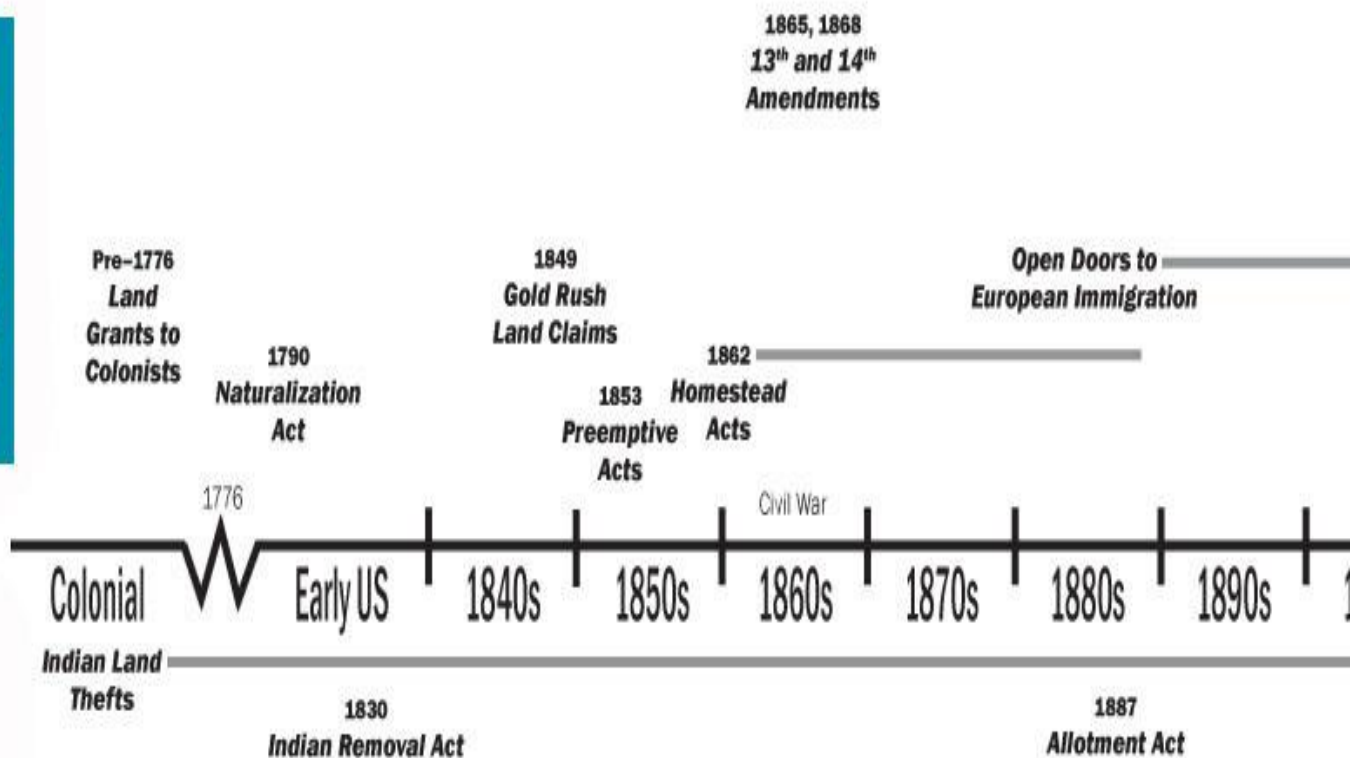 1865, 1868
13th and 14th
Amendments
Pre–1776
Land
Grants to
Colonists
1790
Naturalization
Act
1849
Gold Rush
Land Claims
1853
Preemptive
Acts
1862
Homestead
Acts
Open Doors to
European Immigration
1776
Civil War
Colonial
Early US
1840s
1850s
1860s
1870s
1880s
1890s
Indian Land
Thefts
1830
Indian Removal Act
1887
Allotment Act